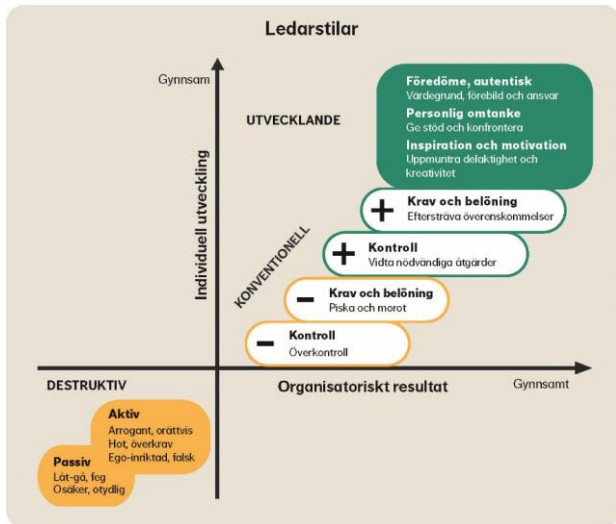 Ledarstilar
Gynnsam
Individuell utveckling
UTVECKLANDE
Föredöme, autentisk
Värdegrund, förebild och ansvar
Personlig omtanke
Ge stöd och konfrontera
Inspiration och motivation
Uppmuntra delaktighet och
kreativitet
KONVENTIONELL
+ Krav och belöning
Eftersträva överenskommelser
+ Kontroll
Vidta nödvändiga åtgärder
– Krav och belöning
Piska och morot
– Kontroll
Överkontroll
DESTRUKTIV
Organisatoriskt resultat
Gynnsamt
Aktiv
Arrogant, orättvis
Hot, överkrav
Ego-inriktad, falsk
Passiv
Låt-gå, feg
Osäker, otydlig